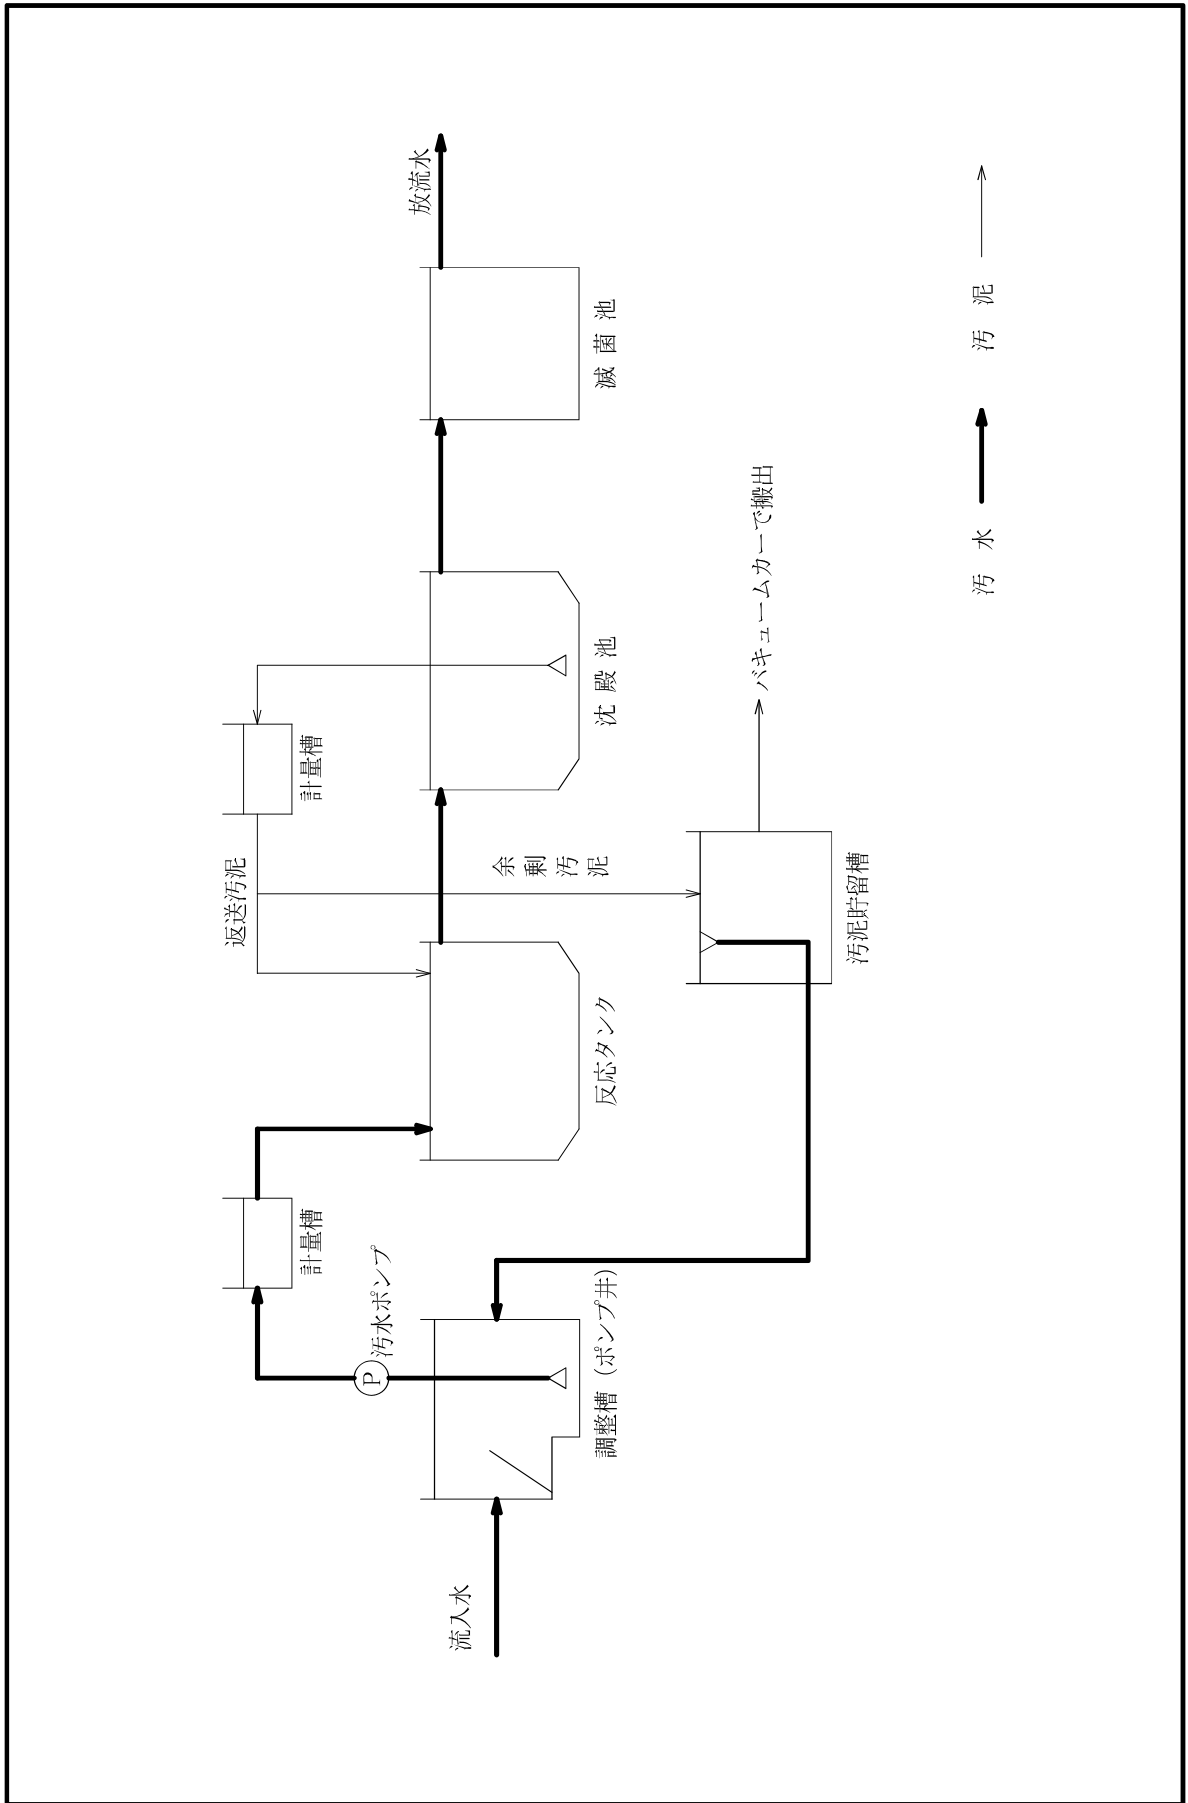 流入水
調整槽 (ポンプ井)
P
汚水ポンプ
計量槽
反応タンク
返送汚泥
余剰汚泥
計量槽
沈殿池
滅菌池
放流水
汚泥貯留槽
バキュームカーで搬出
汚水
汚泥